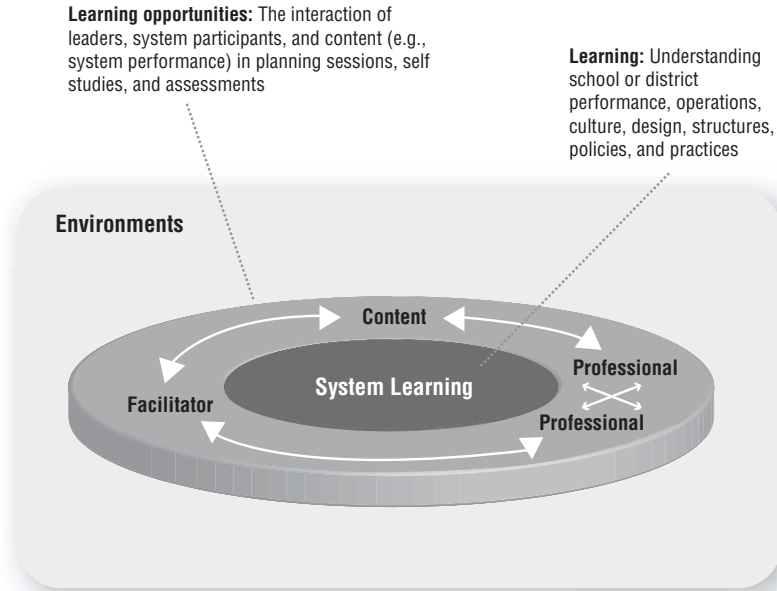 Learning opportunities: The interaction of
leaders, system participants, and content (e.g.,
system performance) in planning sessions, self
studies, and assessments
Learning: Understanding
school or district
performance, operations,
culture, design, structures,
policies, and practices
Environments
Content
Professional
System Learning
Facilitator
Professional